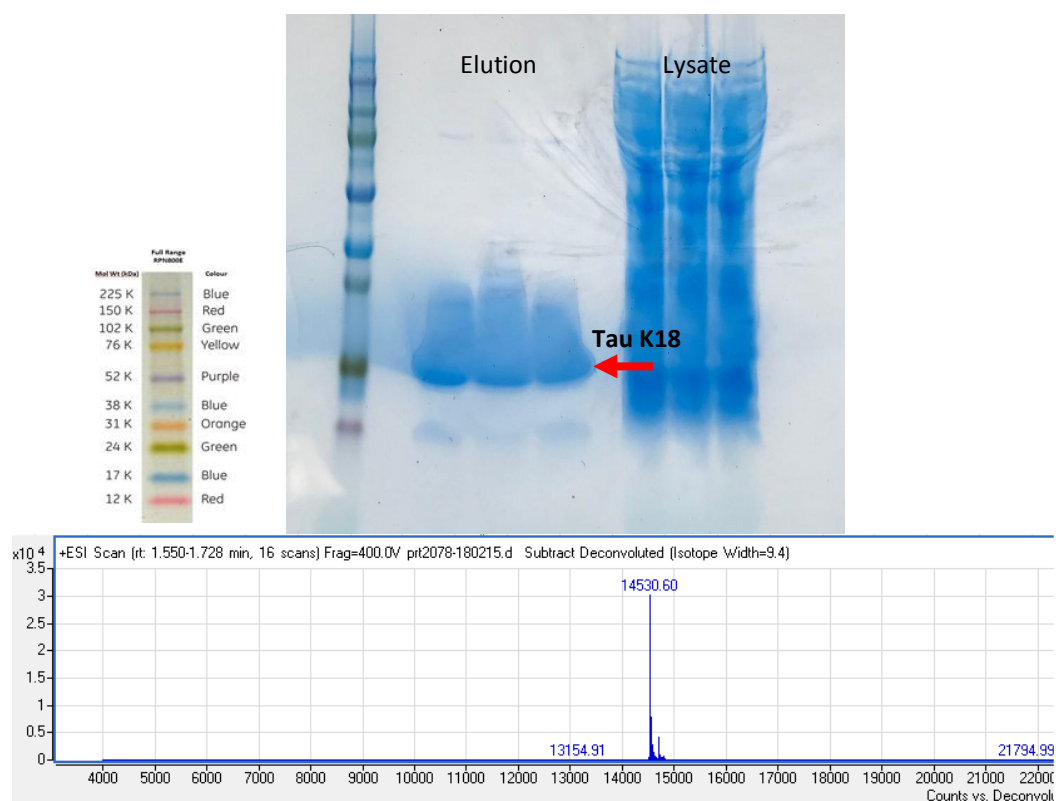 Elution
Lysate
Tau K18
Full Range
RPN800E
Mol Wt (kDa) Colour
225 K Blue
150 K Red
102 K Green
76 K Yellow
52 K Purple
38 K Blue
31 K Orange
24 K Green
17 K Blue
12 K Red
x10 4 +ESI Scan (rt: 1.550-1.728 min, 16 scans) Frag=400.0V prt2078-180215.d Subtract Deconvoluted (Isotope Width=9.4)
3.5
14530.60
3
2.5
2
1.5
1
0.5
13154.91 21794.99
0
4000 5000 6000 7000 8000 9000 10000 11000 12000 13000 14000 15000 16000 17000 18000 19000 20000 21000 22000
Counts vs. Deconvolu